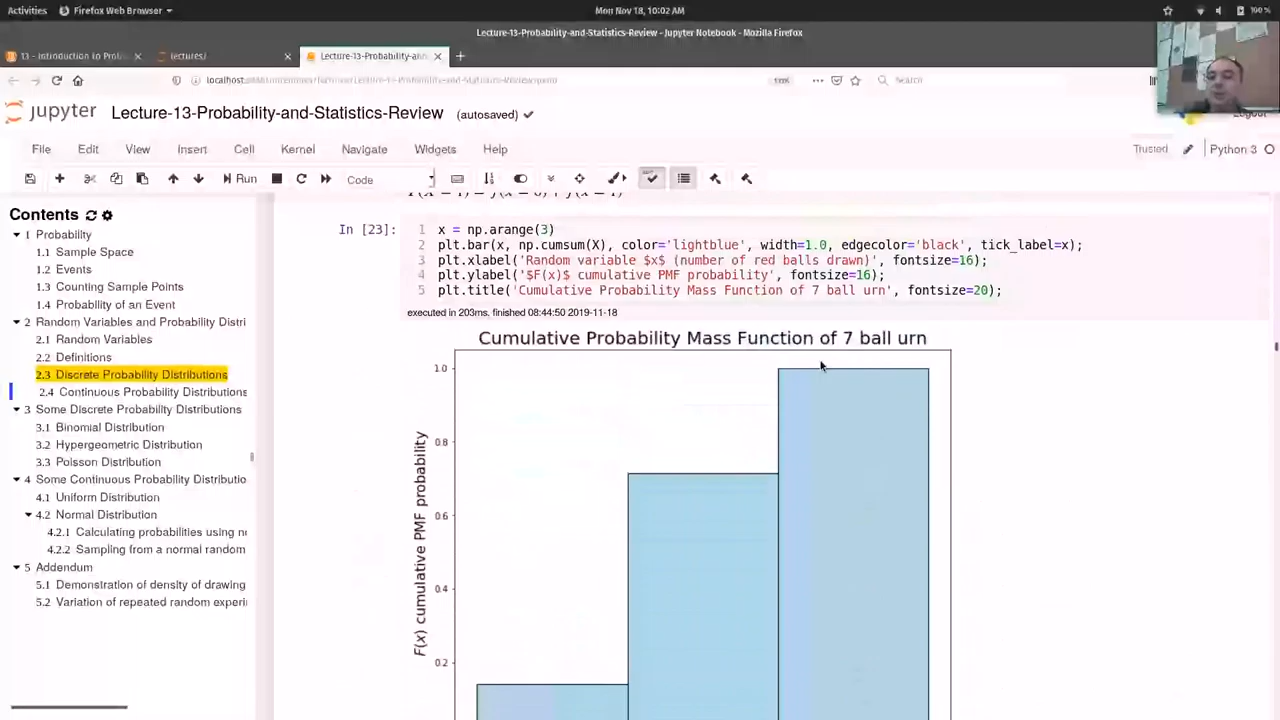 Activities Firefox Web Browser Mon Nov 18, 10:02 AM 100 %
Lecture-13-Probability-and-Statistics-Review - Jupyter Notebook - Mozilla Firefox
13 - Introduction to Prob lectures/ Lecture-13-Probability-and
Search
jupyter Lecture-13-Probability-and-Statistics-Review (autosaved)
Logout
File Edit View Insert Cell Kernel Navigate Widgets Help Trusted Python 3
Run Code
Contents
1 Probability
1.1 Sample Space
1.2 Events
1.3 Counting Sample Points
1.4 Probability of an Event
2 Random Variables and Probability Distri
2.1 Random Variables
2.2 Definitions
2.3 Discrete Probability Distributions
2.4 Continuous Probability Distributions
3 Some Discrete Probability Distributions
3.1 Binomial Distribution
3.2 Hypergeometric Distribution
3.3 Poisson Distribution
4 Some Continuous Probability Distributio
4.1 Uniform Distribution
4.2 Normal Distribution
4.2.1 Calculating probabilities using no
4.2.2 Sampling from a normal random
5 Addendum
5.1 Demonstration of density of drawing
5.2 Variation of repeated random experi
In [23]:
1 x = np.arange(3)
2 plt.bar(x, np.cumsum(X), color='lightblue', width=1.0, edgecolor='black', tick_label=x);
3 plt.xlabel('Random variable $x$ (number of red balls drawn)', fontsize=16);
4 plt.ylabel('$F(x)$ cumulative PMF probability', fontsize=16);
5 plt.title('Cumulative Probability Mass Function of 7 ball urn', fontsize=20);
executed in 203ms, finished 08:44:50 2019-11-18
Cumulative Probability Mass Function of 7 ball urn
1.0
0.8
0.6
0.4
0.2
F(x) cumulative PMF probability